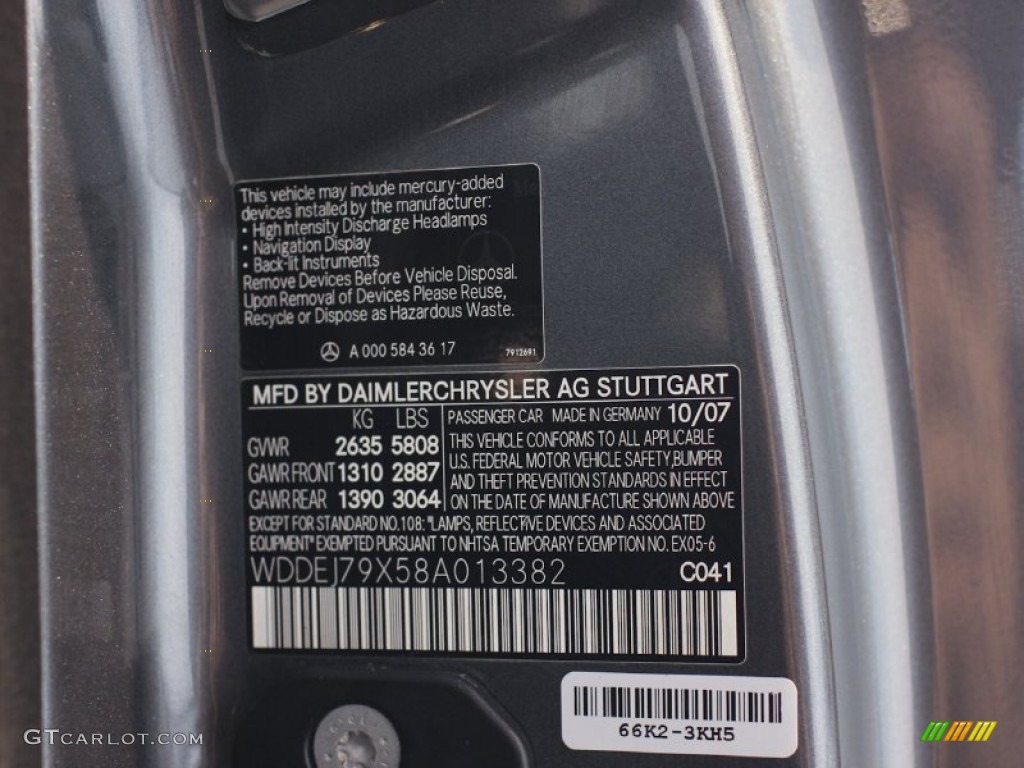 This vehicle may include mercury-added
devices installed by the manufacturer:
• High Intensity Discharge Headlamps
• Navigation Display
• Back-lit Instruments
Remove Devices Before Vehicle Disposal.
Upon Removal of Devices Please Reuse,
Recycle or Dispose as Hazardous Waste.
A 000 584 36 17 7912691
MFD BY DAIMLERCHRYSLER AG STUTTGART
KG LBS PASSENGER CAR MADE IN GERMANY 10/07
GVWR 2635 5808 THIS VEHICLE CONFORMS TO ALL APPLICABLE
GAWR FRONT 1310 2887 U.S. FEDERAL MOTOR VEHICLE SAFETY,BUMPER
AND THEFT PREVENTION STANDARDS IN EFFECT
GAWR REAR 1390 3064 ON THE DATE OF MANUFACTURE SHOWN ABOVE
EXCEPT FOR STANDARD NO.108: "LAMPS, REFLECTIVE DEVICES AND ASSOCIATED
EQUIPMENT" EXEMPTED PURSUANT TO NHTSA TEMPORARY EXEMPTION NO. EX05-6
WDDEJ79X58A013382 C041
66K2-3KH5
GTCARLOT.COM